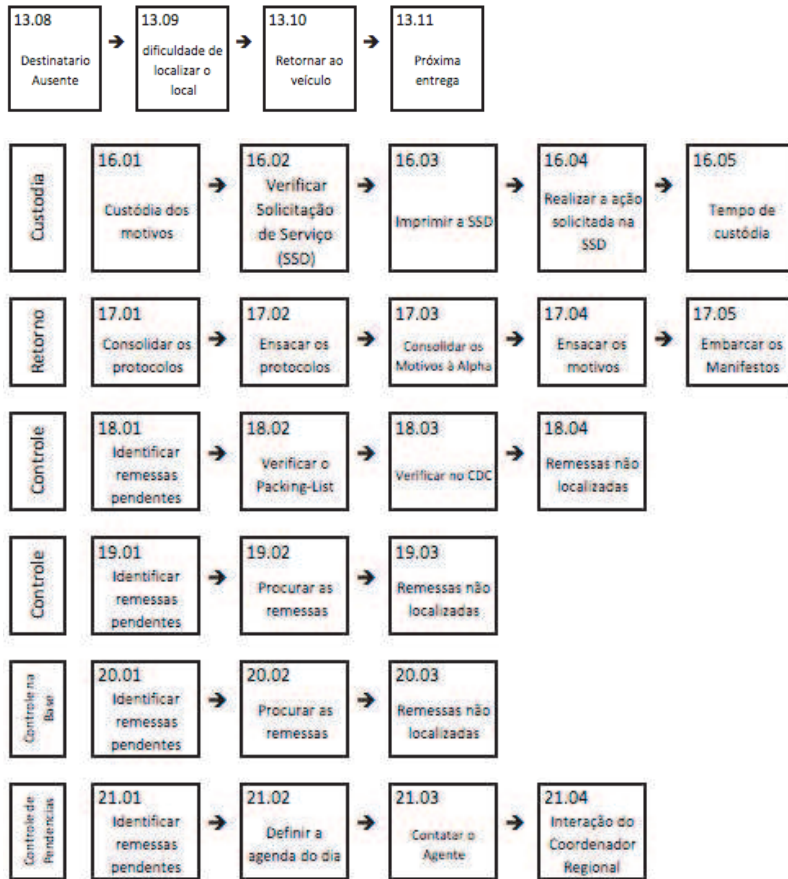 13.08
Destinatario
Ausente
13.09
dificuldade de
localizar o
local
13.10
Retornar ao
veículo
13.11
Próxima
entrega
Custodia
16.01
Custódia dos
motivos
16.02
Verificar
Solicitação
de Serviço
(SSD)
16.03
Imprimir a SSD
16.04
Realizar a ação
solicitada na
SSD
16.05
Tempo de
custódia
Retorno
17.01
Consolidar os
protocolos
17.02
Ensacar os
protocolos
17.03
Consolidar os
Motivos à Alpha
17.04
Ensacar os
motivos
17.05
Embarcar os
Manifestos
Controle
18.01
Identificar
remessas
pendentes
18.02
Verificar o
Packing-List
18.03
Verificar no CDC
18.04
Remessas não
localizadas
Controle
19.01
Identificar
remessas
pendentes
19.02
Procurar as
remessas
19.03
Remessas não
localizadas
Controle na
Base
20.01
Identificar
remessas
pendentes
20.02
Procurar as
remessas
20.03
Remessas não
localizadas
Controle de
Pendencias
21.01
Identificar
remessas
pendentes
21.02
Definir a
agenda do dia
21.03
Contatar o
Agente
21.04
Interação do
Coordenador
Regional